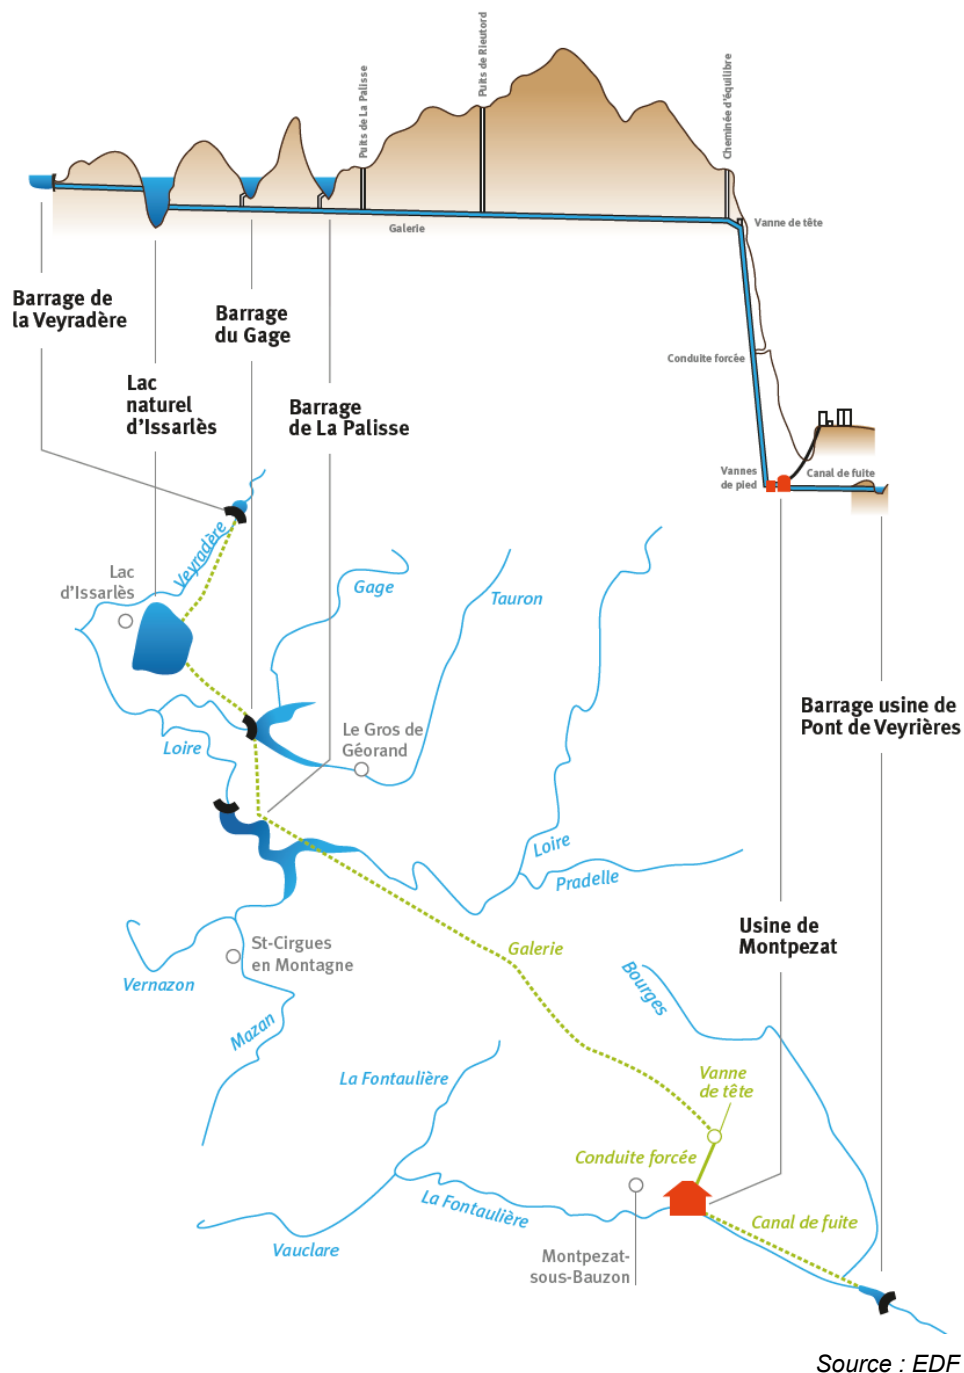 Puits de La Palisse
Puits de Rieutord
Cheminée d'équilibre
Galerie
Vanne de tête
Barrage de
la Veyradère
Barrage
du Gage
Lac
naturel
d'Issarlès
Barrage
de La Palisse
Conduite forcée
Vannes
de pied
Canal de fuite
Veyradère
Lac
d'Issarlès
Gage
Tauron
Barrage usine de
Pont de Veyrières
Le Gros de
Géorand
Loire
Loire
Pradelle
Usine de
Montpezat
Galerie
St-Cirgues
en Montagne
Vernazon
Bourges
Mazan
La Fontaulière
Vanne
de tête
Conduite forcée
La Fontaulière
Canal de fuite
Vauclare
Montpezat-
sous-Bauzon
Source : EDF